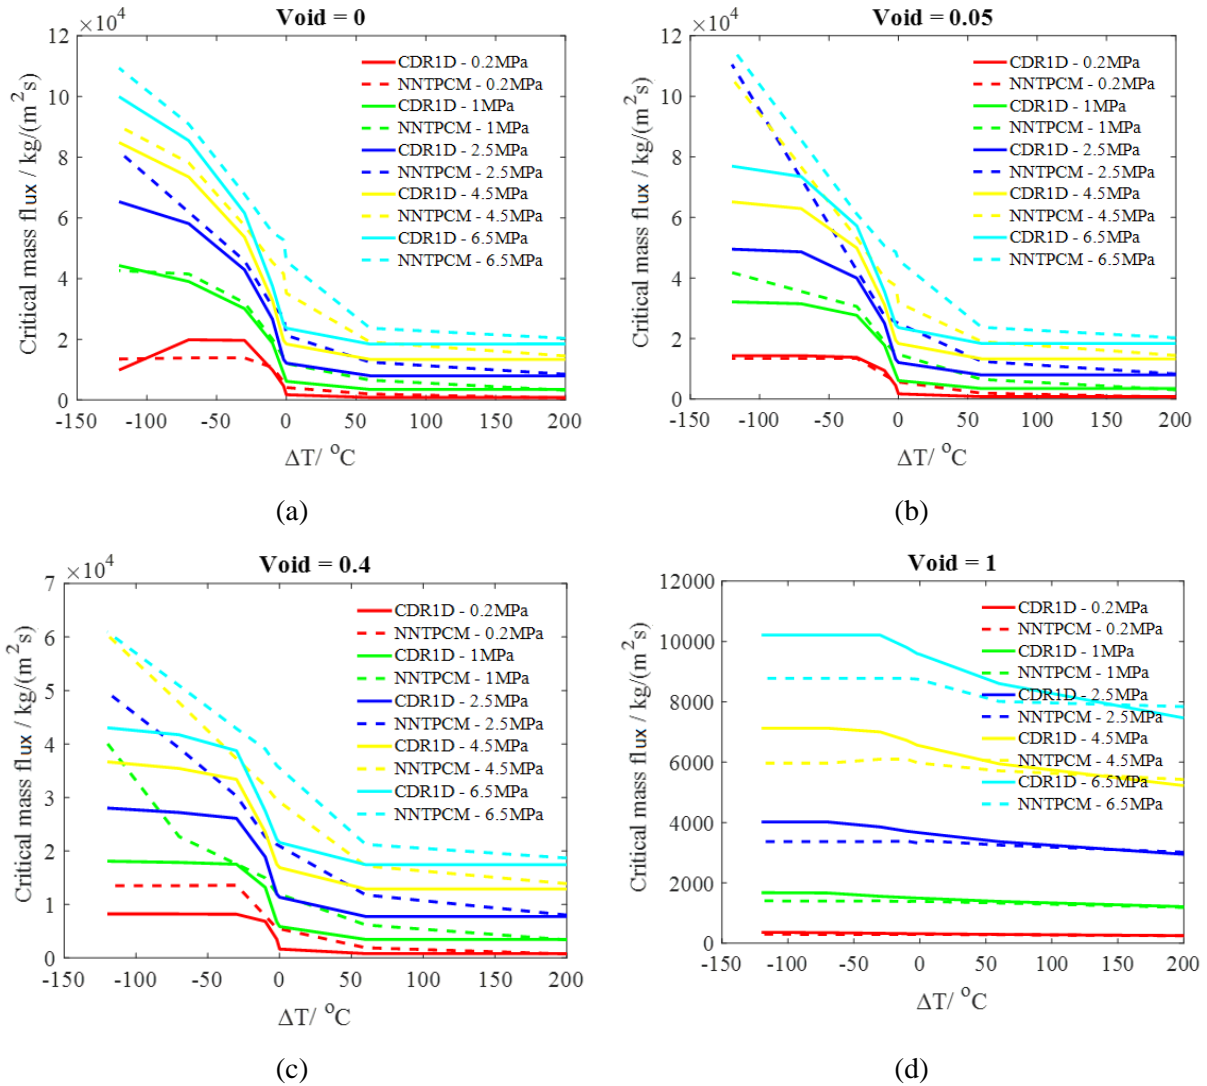 Void = 0
×10⁴
Critical mass flux / kg/(m²s)
12
10
8
6
4
2
0
-150 -100 -50 0 50 100 150 200
ΔT/ °C
CDR1D - 0.2MPa
NNTPCM - 0.2MPa
CDR1D - 1MPa
NNTPCM - 1MPa
CDR1D - 2.5MPa
NNTPCM - 2.5MPa
CDR1D - 4.5MPa
NNTPCM - 4.5MPa
CDR1D - 6.5MPa
NNTPCM - 6.5MPa
(a)
Void = 0.05
×10⁴
Critical mass flux / kg/(m²s)
12
10
8
6
4
2
0
-150 -100 -50 0 50 100 150 200
ΔT/ °C
CDR1D - 0.2MPa
NNTPCM - 0.2MPa
CDR1D - 1MPa
NNTPCM - 1MPa
CDR1D - 2.5MPa
NNTPCM - 2.5MPa
CDR1D - 4.5MPa
NNTPCM - 4.5MPa
CDR1D - 6.5MPa
NNTPCM - 6.5MPa
(b)
Void = 0.4
×10⁴
Critical mass flux / kg/(m²s)
7
6
5
4
3
2
1
0
-150 -100 -50 0 50 100 150 200
ΔT/ °C
CDR1D - 0.2MPa
NNTPCM - 0.2MPa
CDR1D - 1MPa
NNTPCM - 1MPa
CDR1D - 2.5MPa
NNTPCM - 2.5MPa
CDR1D - 4.5MPa
NNTPCM - 4.5MPa
CDR1D - 6.5MPa
NNTPCM - 6.5MPa
(c)
Void = 1
Critical mass flux / kg/(m²s)
12000
10000
8000
6000
4000
2000
0
-150 -100 -50 0 50 100 150 200
ΔT/ °C
CDR1D - 0.2MPa
NNTPCM - 0.2MPa
CDR1D - 1MPa
NNTPCM - 1MPa
CDR1D - 2.5MPa
NNTPCM - 2.5MPa
CDR1D - 4.5MPa
NNTPCM - 4.5MPa
CDR1D - 6.5MPa
NNTPCM - 6.5MPa
(d)